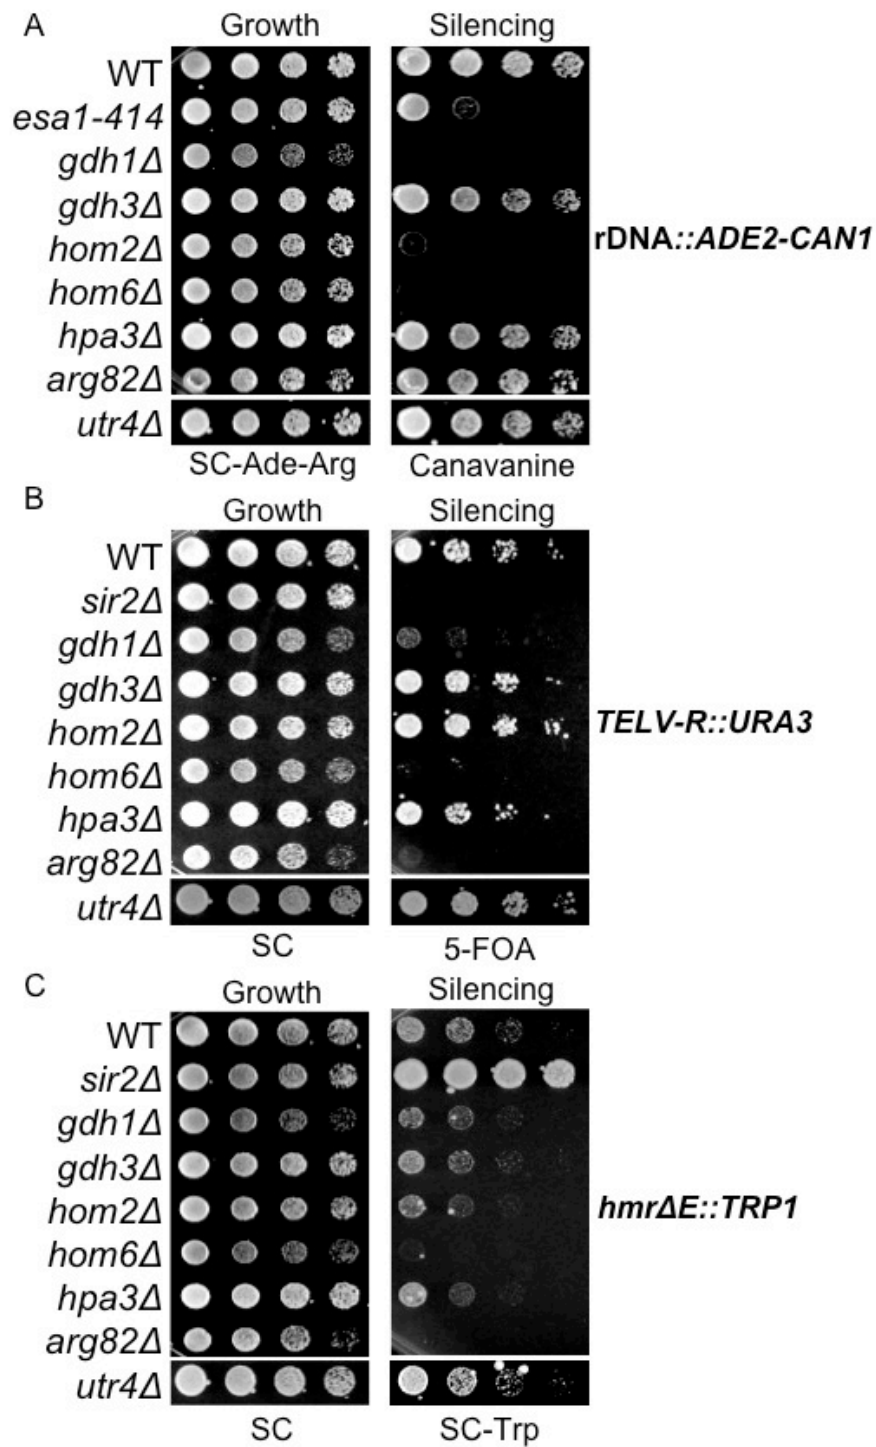 A
Growth Silencing
WT
esa1-414
gdh1Δ
gdh3Δ
hom2Δ
rDNA::ADE2-CAN1
hom6Δ
hpa3Δ
arg82Δ
utr4Δ
SC-Ade-Arg Canavanine
B
Growth Silencing
WT
sir2Δ
gdh1Δ
gdh3Δ
hom2Δ
TELV-R::URA3
hom6Δ
hpa3Δ
arg82Δ
utr4Δ
SC 5-FOA
C
Growth Silencing
WT
sir2Δ
gdh1Δ
gdh3Δ
hom2Δ
hmrΔE::TRP1
hom6Δ
hpa3Δ
arg82Δ
utr4Δ
SC SC-Trp